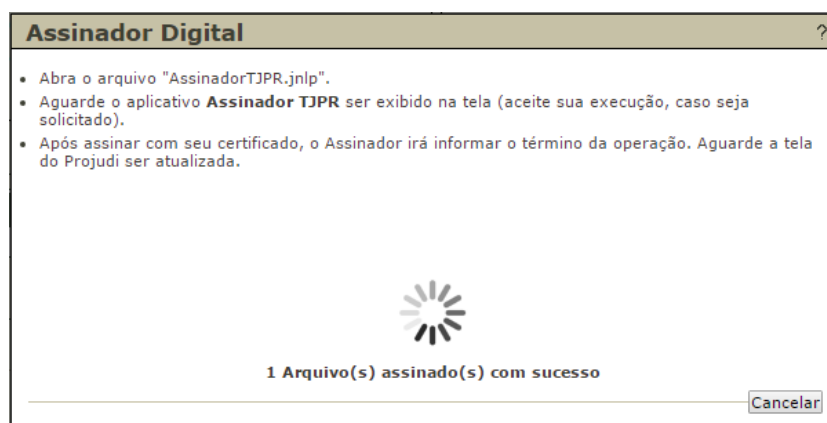 Assinador Digital ?
• Abra o arquivo "AssinadorTJPR.jnlp".
• Aguarde o aplicativo Assinador TJPR ser exibido na tela (aceite sua execução, caso seja
solicitado).
• Após assinar com seu certificado, o Assinador irá informar o término da operação. Aguarde a tela
do Projudi ser atualizada.
1 Arquivo(s) assinado(s) com sucesso
Cancelar